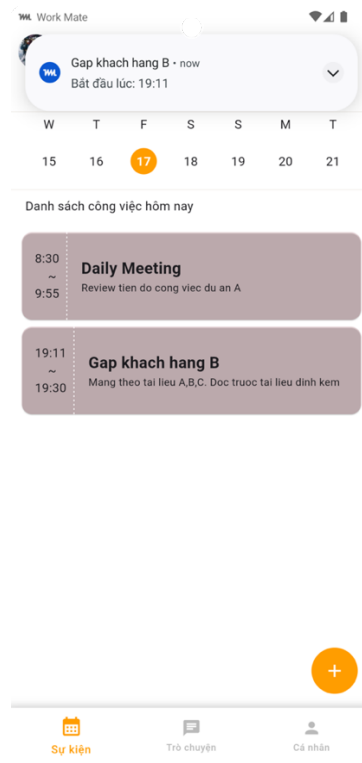 Work Mate
Gap khach hang B • now
Bắt đầu lúc: 19:11
W T F S S M T
15 16 17 18 19 20 21
Danh sách công việc hôm nay
8:30
~
9:55
Daily Meeting
Review tien do cong viec du an A
19:11
~
19:30
Gap khach hang B
Mang theo tai lieu A,B,C. Doc truoc tai lieu dinh kem
+
Sự kiện Trò chuyện Cá nhân